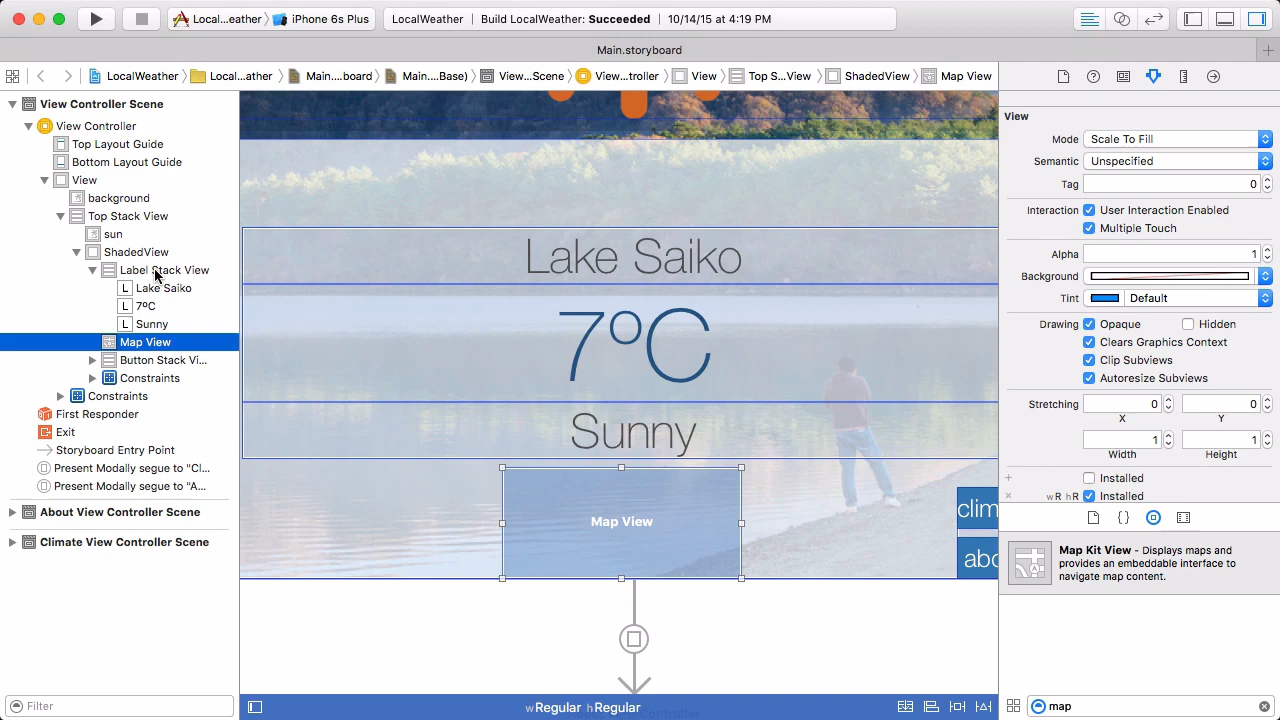 Local...eather
iPhone 6s Plus
LocalWeather
Build LocalWeather: Succeeded
10/14/15 at 4:19 PM
Main.storyboard
LocalWeather
Local...ather
Main....board
Main....Base)
View...Scene
View...troller
View
Top S...View
ShadedView
Map View
View Controller Scene
View Controller
Top Layout Guide
Bottom Layout Guide
View
background
Top Stack View
sun
ShadedView
Label Stack View
L Lake Saiko
L 7ºC
L Sunny
Map View
Button Stack Vi...
Constraints
Constraints
First Responder
Exit
Storyboard Entry Point
Present Modally segue to "Cl...
Present Modally segue to "A...
About View Controller Scene
Climate View Controller Scene
Filter
Lake Saiko
7ºC
Sunny
Map View
clim
abo
wRegular hRegular
View
Mode Scale To Fill
Semantic Unspecified
Tag 0
Interaction User Interaction Enabled
Multiple Touch
Alpha 1
Background
Tint Default
Drawing Opaque Hidden
Clears Graphics Context
Clip Subviews
Autoresize Subviews
Stretching 0 0
X Y
1 1
Width Height
+ Installed
× wR hR Installed
{}
Map Kit View - Displays maps and
provides an embeddable interface to
navigate map content.
map